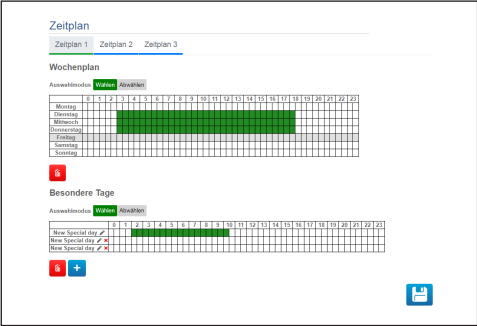 Zeitplan
Zeitplan 1 Zeitplan 2 Zeitplan 3
Wochenplan
Auswahlmodus Wählen Abwählen
0 1 2 3 4 5 6 7 8 9 10 11 12 13 14 15 16 17 18 19 20 21 22 23
Montag
Dienstag
Mittwoch
Donnerstag
Freitag
Samstag
Sonntag
Besondere Tage
Auswahlmodus Wählen Abwählen
0 1 2 3 4 5 6 7 8 9 10 11 12 13 14 15 16 17 18 19 20 21 22 23
New Special day
New Special day
New Special day